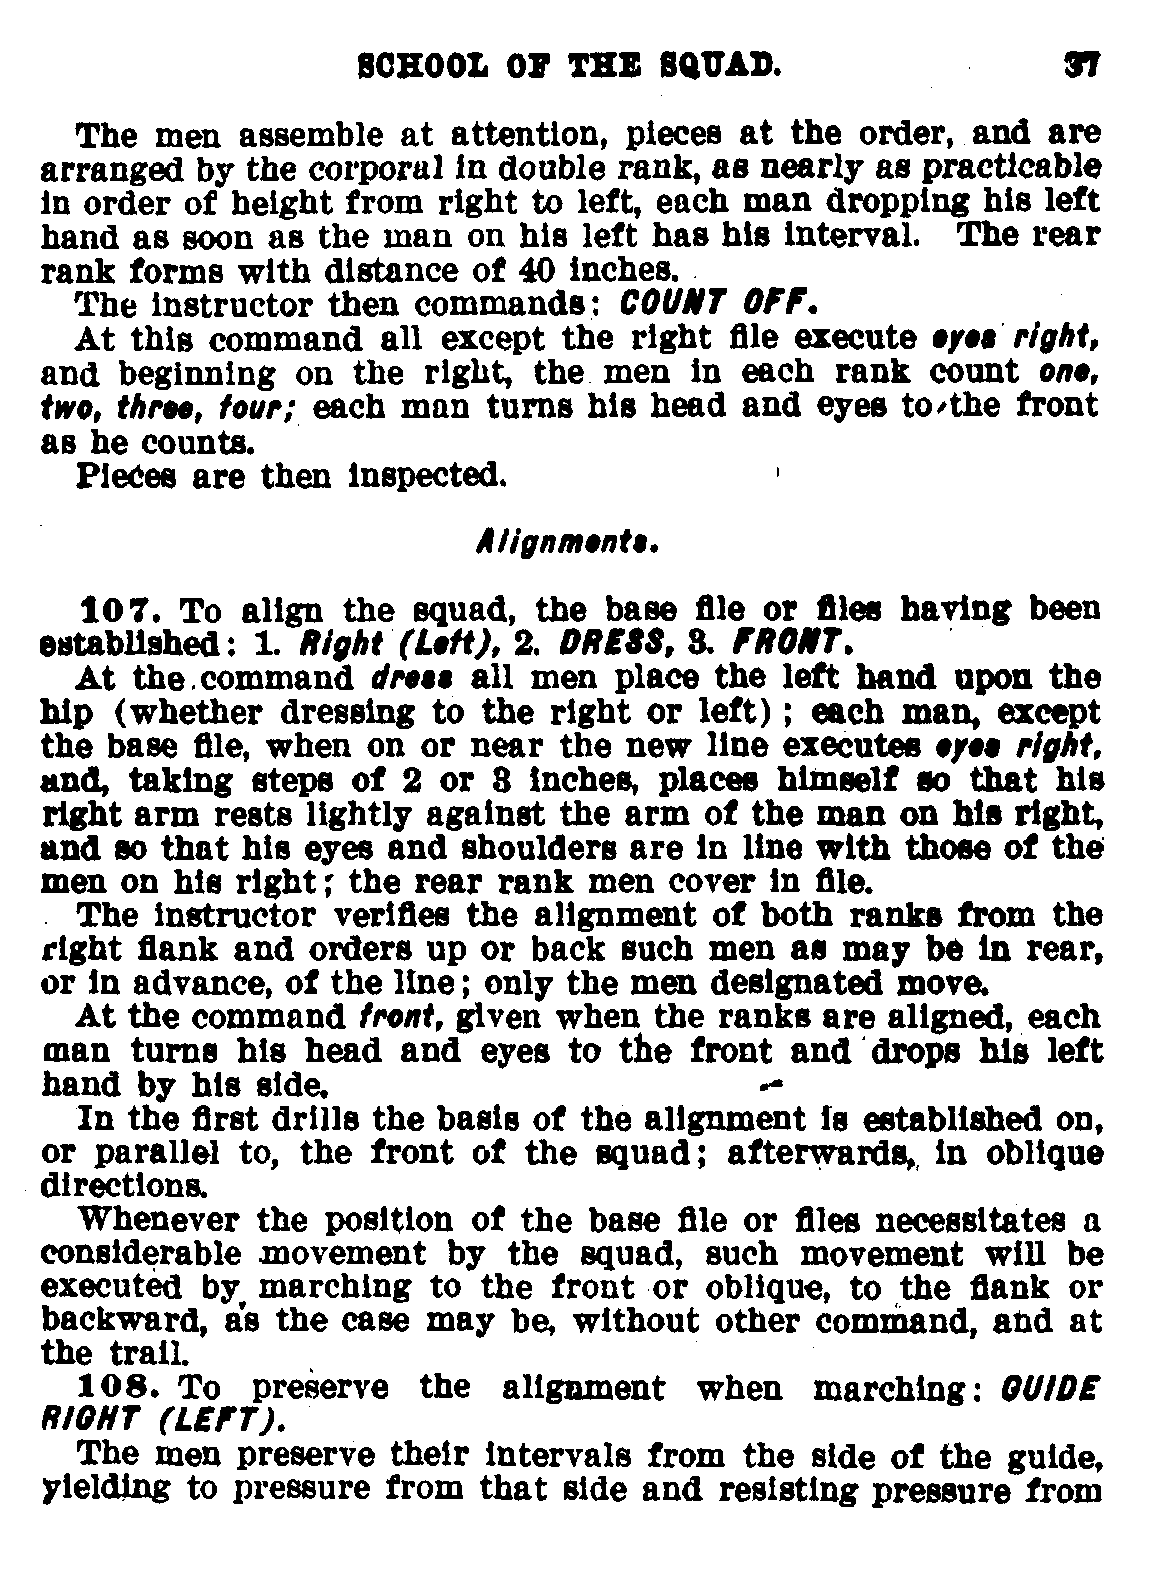 SCHOOL OF THE SQUAD. 37
The men assemble at attention, pieces at the order, and are
arranged by the corporal in double rank, as nearly as practicable
in order of height from right to left, each man dropping his left
hand as soon as the man on his left has his interval. The rear
rank forms with distance of 40 inches.
The instructor then commands: COUNT OFF.
At this command all except the right file execute eyes right,
and beginning on the right, the men in each rank count one,
two, three, four; each man turns his head and eyes to the front
as he counts.
Pieces are then inspected.
Alignments.
107. To align the squad, the base file or files having been
established: 1. Right (Left), 2. DRESS, 3. FRONT.
At the command dress all men place the left hand upon the
hip (whether dressing to the right or left); each man, except
the base file, when on or near the new line executes eyes right,
and, taking steps of 2 or 3 inches, places himself so that his
right arm rests lightly against the arm of the man on his right,
and so that his eyes and shoulders are in line with those of the
men on his right; the rear rank men cover in file.
The instructor verifies the alignment of both ranks from the
right flank and orders up or back such men as may be in rear,
or in advance, of the line; only the men designated move.
At the command front, given when the ranks are aligned, each
man turns his head and eyes to the front and drops his left
hand by his side.
In the first drills the basis of the alignment is established on,
or parallel to, the front of the squad; afterwards, in oblique
directions.
Whenever the position of the base file or files necessitates a
considerable movement by the squad, such movement will be
executed by marching to the front or oblique, to the flank or
backward, as the case may be, without other command, and at
the trail.
108. To preserve the alignment when marching: GUIDE
RIGHT (LEFT).
The men preserve their intervals from the side of the guide,
yielding to pressure from that side and resisting pressure from